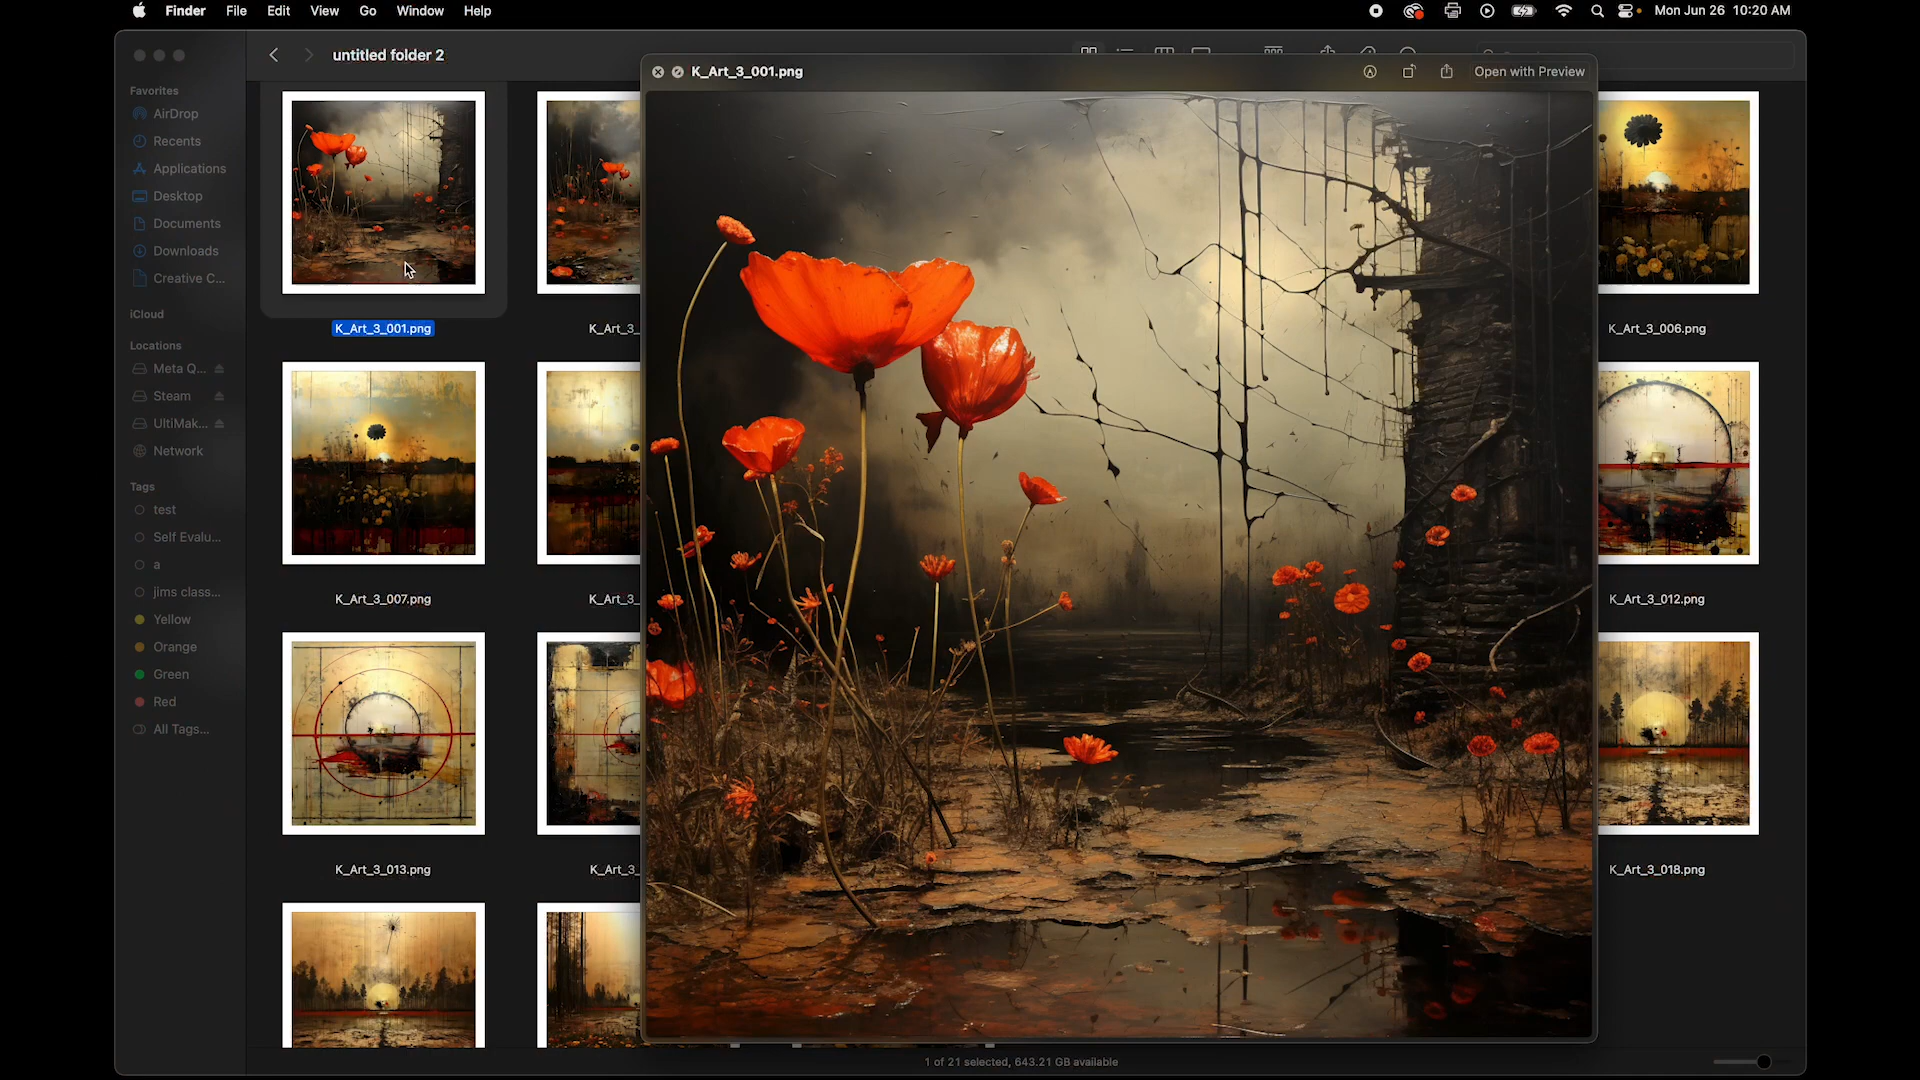 Finder File Edit View Go Window Help Mon Jun 26 10:20 AM
untitled folder 2
K_Art_3_001.png Open with Preview
Favorites
AirDrop
Recents
Applications
Desktop
Documents
Downloads
Creative C...
iCloud
Locations
Meta Q...
Steam
UltiMak...
Network
Tags
test
Self Evalu...
a
jims class...
Yellow
Orange
Green
Red
All Tags...
K_Art_3_001.png K_Art_3_ K_Art_3_006.png
K_Art_3_007.png K_Art_3_ K_Art_3_012.png
K_Art_3_013.png K_Art_3_ K_Art_3_018.png
1 of 21 selected, 643.21 GB available